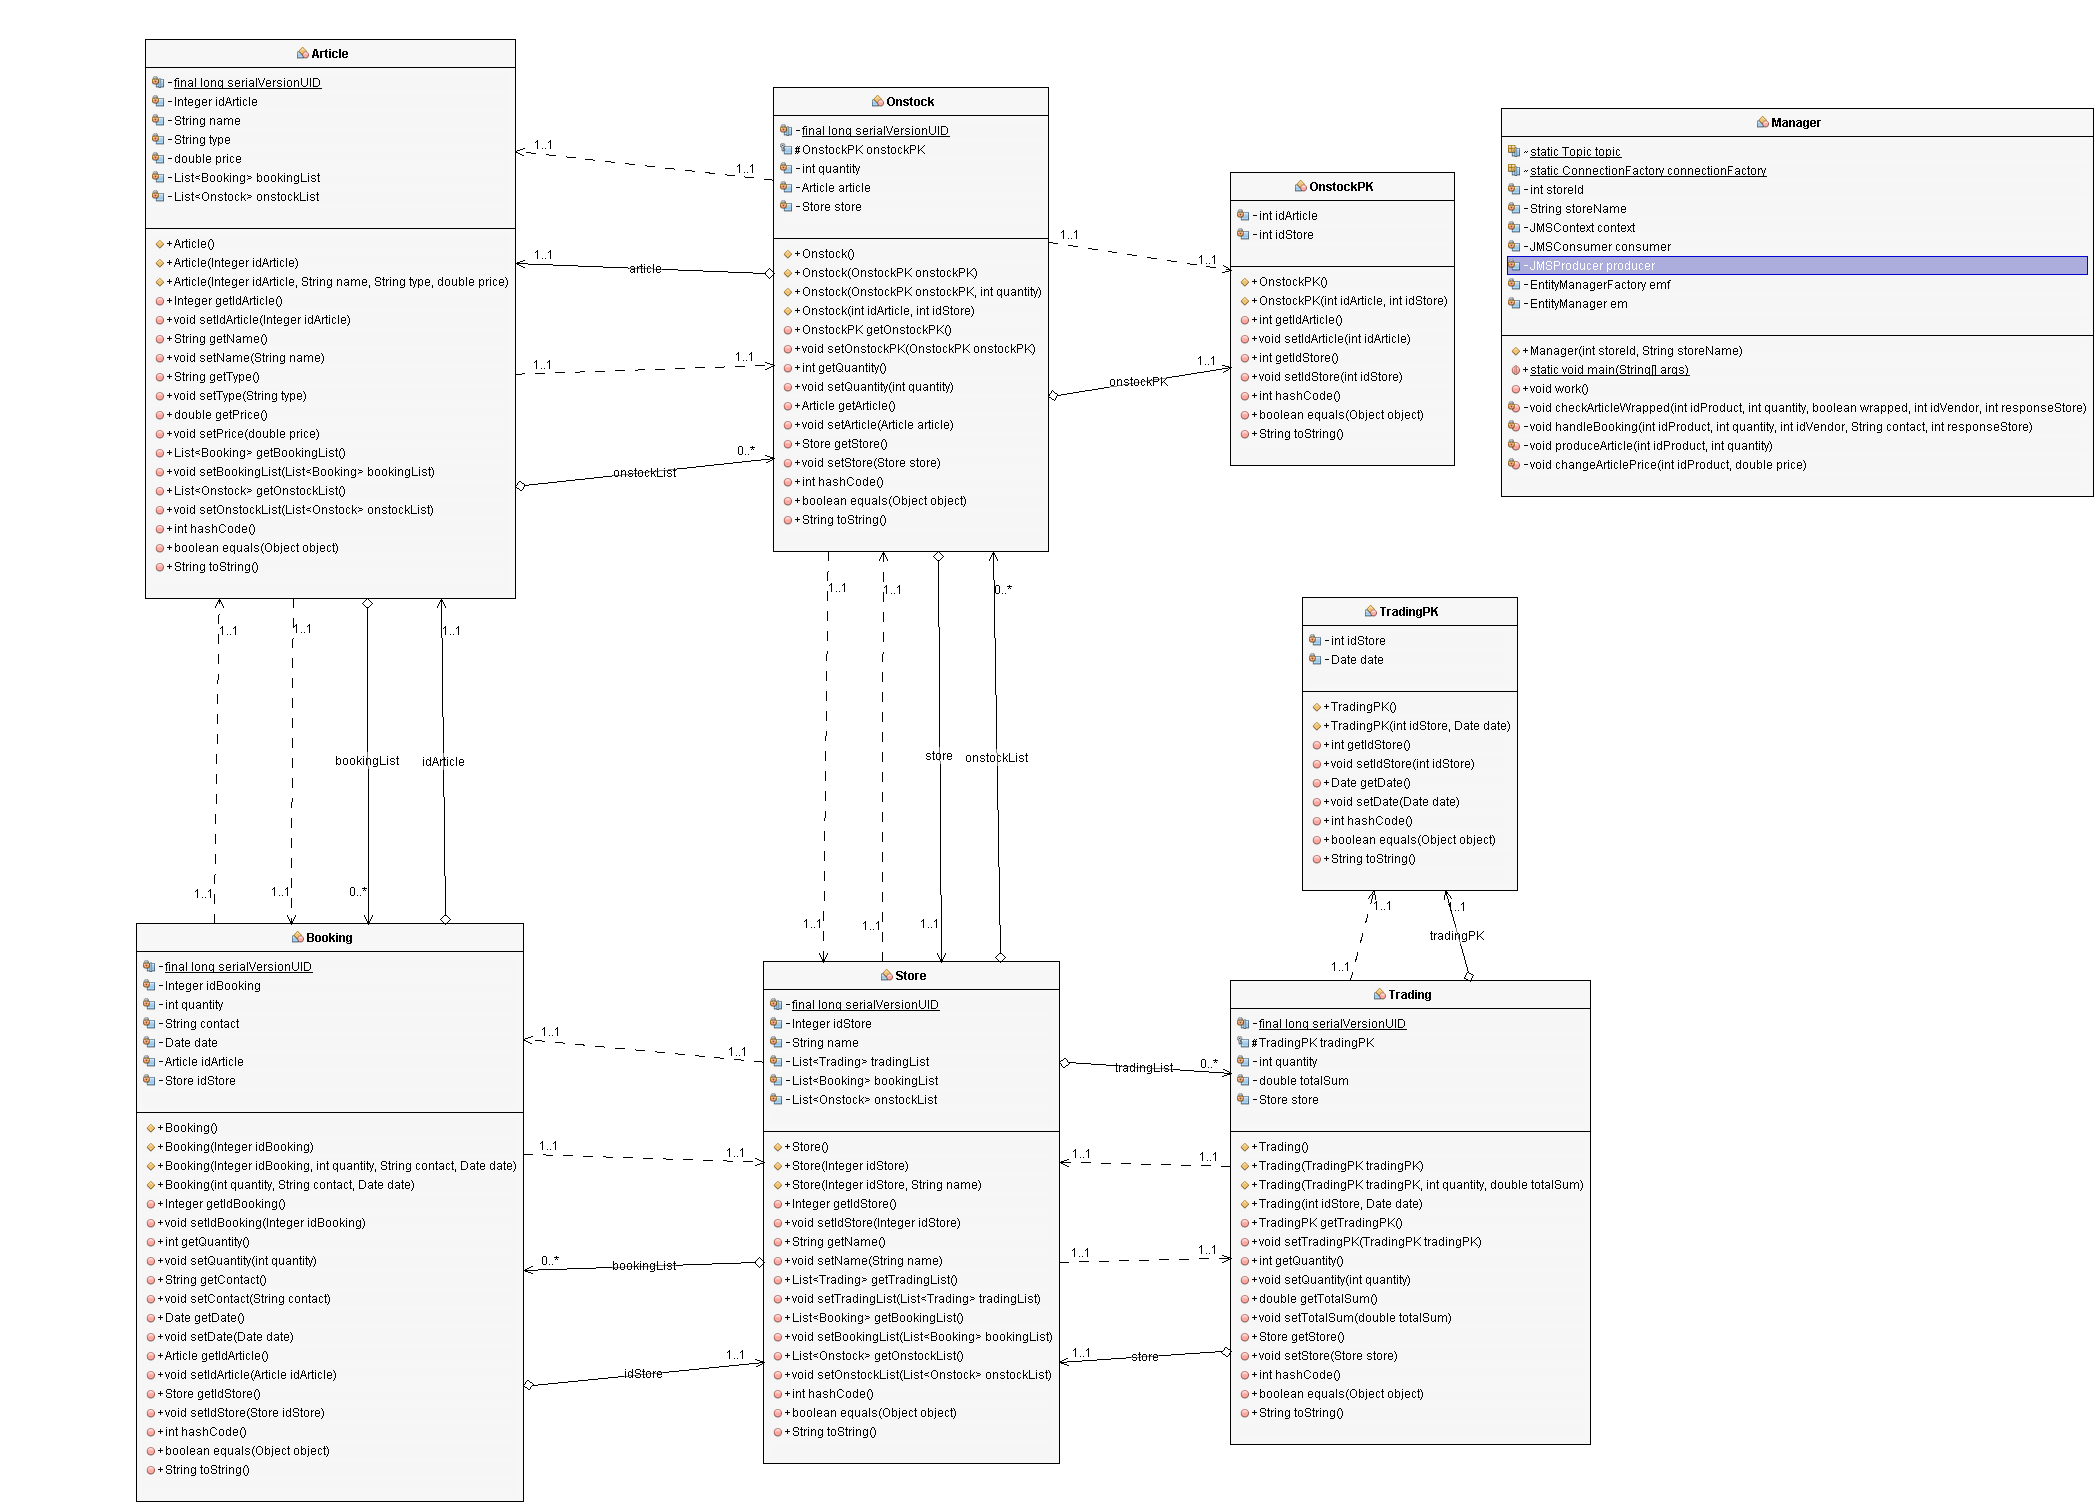 Article
-final long serialVersionUID
-Integer idArticle
-String name
-String type
-double price
-List<Booking> bookingList
-List<Onstock> onstockList
+Article()
+Article(Integer idArticle)
+Article(Integer idArticle, String name, String type, double price)
+Integer getIdArticle()
+void setIdArticle(Integer idArticle)
+String getName()
+void setName(String name)
+String getType()
+void setType(String type)
+double getPrice()
+void setPrice(double price)
+List<Booking> getBookingList()
+void setBookingList(List<Booking> bookingList)
+List<Onstock> getOnstockList()
+void setOnstockList(List<Onstock> onstockList)
+int hashCode()
+boolean equals(Object object)
+String toString()
1..1
1..1
1..1
article
1..1
1..1
0..*
onstockList
Onstock
-final long serialVersionUID
#OnstockPK onstockPK
-int quantity
-Article article
-Store store
+Onstock()
+Onstock(OnstockPK onstockPK)
+Onstock(OnstockPK onstockPK, int quantity)
+Onstock(int idArticle, int idStore)
+OnstockPK getOnstockPK()
+void setOnstockPK(OnstockPK onstockPK)
+int getQuantity()
+void setQuantity(int quantity)
+Article getArticle()
+void setArticle(Article article)
+Store getStore()
+void setStore(Store store)
+int hashCode()
+boolean equals(Object object)
+String toString()
1..1
1..1
1..1
onstockPK
OnstockPK
-int idArticle
-int idStore
+OnstockPK()
+OnstockPK(int idArticle, int idStore)
+int getIdArticle()
+void setIdArticle(int idArticle)
+int getIdStore()
+void setIdStore(int idStore)
+int hashCode()
+boolean equals(Object object)
+String toString()
Manager
~static Topic topic
~static ConnectionFactory connectionFactory
-int storeId
-String storeName
-JMSContext context
-JMSConsumer consumer
-JMSProducer producer
-EntityManagerFactory emf
-EntityManager em
+Manager(int storeId, String storeName)
+static void main(String[] args)
+void work()
-void checkArticleWrapped(int idProduct, int quantity, boolean wrapped, int idVendor, int responseStore)
-void handleBooking(int idProduct, int quantity, int idVendor, String contact, int responseStore)
-void produceArticle(int idProduct, int quantity)
-void changeArticlePrice(int idProduct, double price)
1..1
1..1
1..1
bookingList
idArticle
1..1
1..1
0..*
1..1
1..1
0..*
store
onstockList
1..1
1..1
1..1
TradingPK
-int idStore
-Date date
+TradingPK()
+TradingPK(int idStore, Date date)
+int getIdStore()
+void setIdStore(int idStore)
+Date getDate()
+void setDate(Date date)
+int hashCode()
+boolean equals(Object object)
+String toString()
1..1
1..1
tradingPK
1..1
Booking
-final long serialVersionUID
-Integer idBooking
-int quantity
-String contact
-Date date
-Article idArticle
-Store idStore
+Booking()
+Booking(Integer idBooking)
+Booking(Integer idBooking, int quantity, String contact, Date date)
+Booking(int quantity, String contact, Date date)
+Integer getIdBooking()
+void setIdBooking(Integer idBooking)
+int getQuantity()
+void setQuantity(int quantity)
+String getContact()
+void setContact(String contact)
+Date getDate()
+void setDate(Date date)
+Article getIdArticle()
+void setIdArticle(Article idArticle)
+Store getIdStore()
+void setIdStore(Store idStore)
+int hashCode()
+boolean equals(Object object)
+String toString()
1..1
1..1
1..1
1..1
0..*
bookingList
1..1
idStore
Store
-final long serialVersionUID
-Integer idStore
-String name
-List<Trading> tradingList
-List<Booking> bookingList
-List<Onstock> onstockList
+Store()
+Store(Integer idStore)
+Store(Integer idStore, String name)
+Integer getIdStore()
+void setIdStore(Integer idStore)
+String getName()
+void setName(String name)
+List<Trading> getTradingList()
+void setTradingList(List<Trading> tradingList)
+List<Booking> getBookingList()
+void setBookingList(List<Booking> bookingList)
+List<Onstock> getOnstockList()
+void setOnstockList(List<Onstock> onstockList)
+int hashCode()
+boolean equals(Object object)
+String toString()
tradingList
0..*
1..1
1..1
1..1
1..1
1..1
store
Trading
-final long serialVersionUID
#TradingPK tradingPK
-int quantity
-double totalSum
-Store store
+Trading()
+Trading(TradingPK tradingPK)
+Trading(TradingPK tradingPK, int quantity, double totalSum)
+Trading(int idStore, Date date)
+TradingPK getTradingPK()
+void setTradingPK(TradingPK tradingPK)
+int getQuantity()
+void setQuantity(int quantity)
+double getTotalSum()
+void setTotalSum(double totalSum)
+Store getStore()
+void setStore(Store store)
+int hashCode()
+boolean equals(Object object)
+String toString()